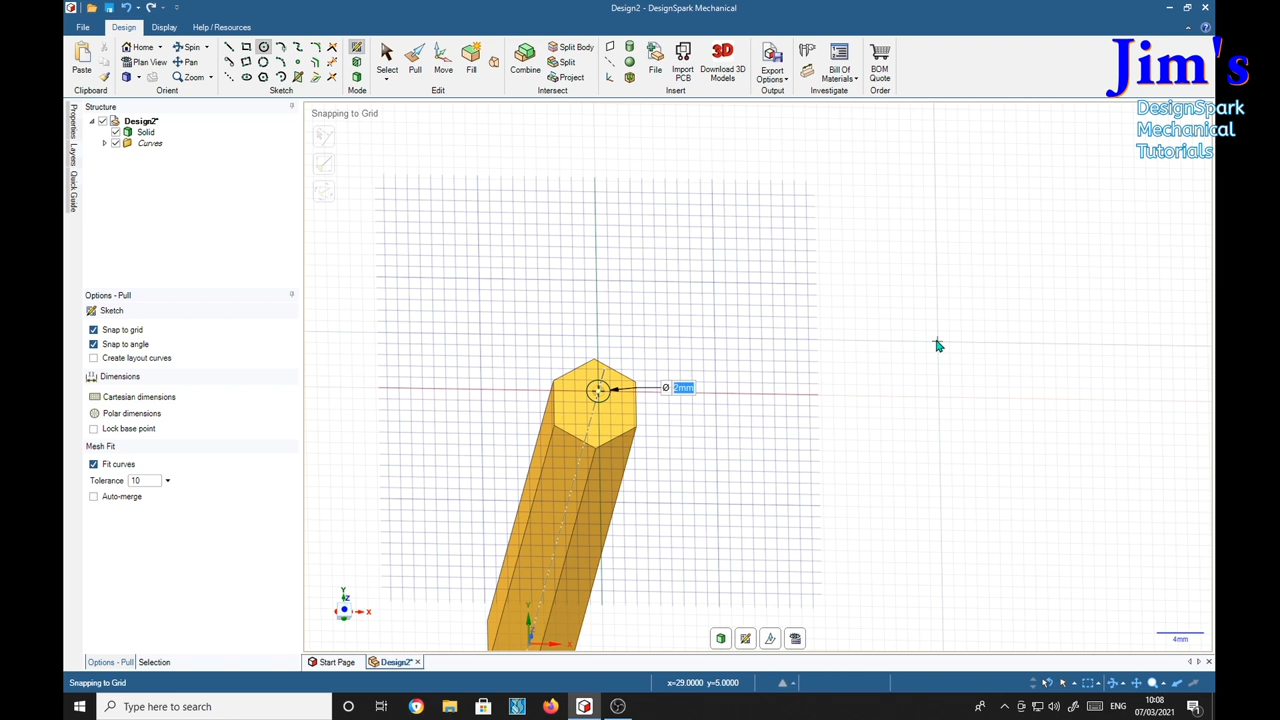 Design2 - DesignSpark Mechanical
File
Design
Display
Help / Resources
Paste
Clipboard
Home
Plan View
Spin
Pan
Zoom
Orient
Sketch
Mode
Select
Pull
Move
Fill
Edit
Combine
Split Body
Split
Project
Intersect
File
Import PCB
Download 3D Models
Insert
Export Options
Output
Bill Of Materials
Investigate
BOM Quote
Order
Jim's
DesignSpark
Mechanical
Tutorials
Properties
Layers
Quick Guide
Structure
Design2*
Solid
Curves
Snapping to Grid
Options - Pull
Sketch
Snap to grid
Snap to angle
Create layout curves
Dimensions
Cartesian dimensions
Polar dimensions
Lock base point
Mesh Fit
Fit curves
Tolerance 10
Auto-merge
Ø 2mm
Y
Z
X
Y
Z
X
4mm
Options - Pull
Selection
Start Page
Design2*
Snapping to Grid
x=29.0000 y=5.0000
Type here to search
ENG
10:08
07/03/2021